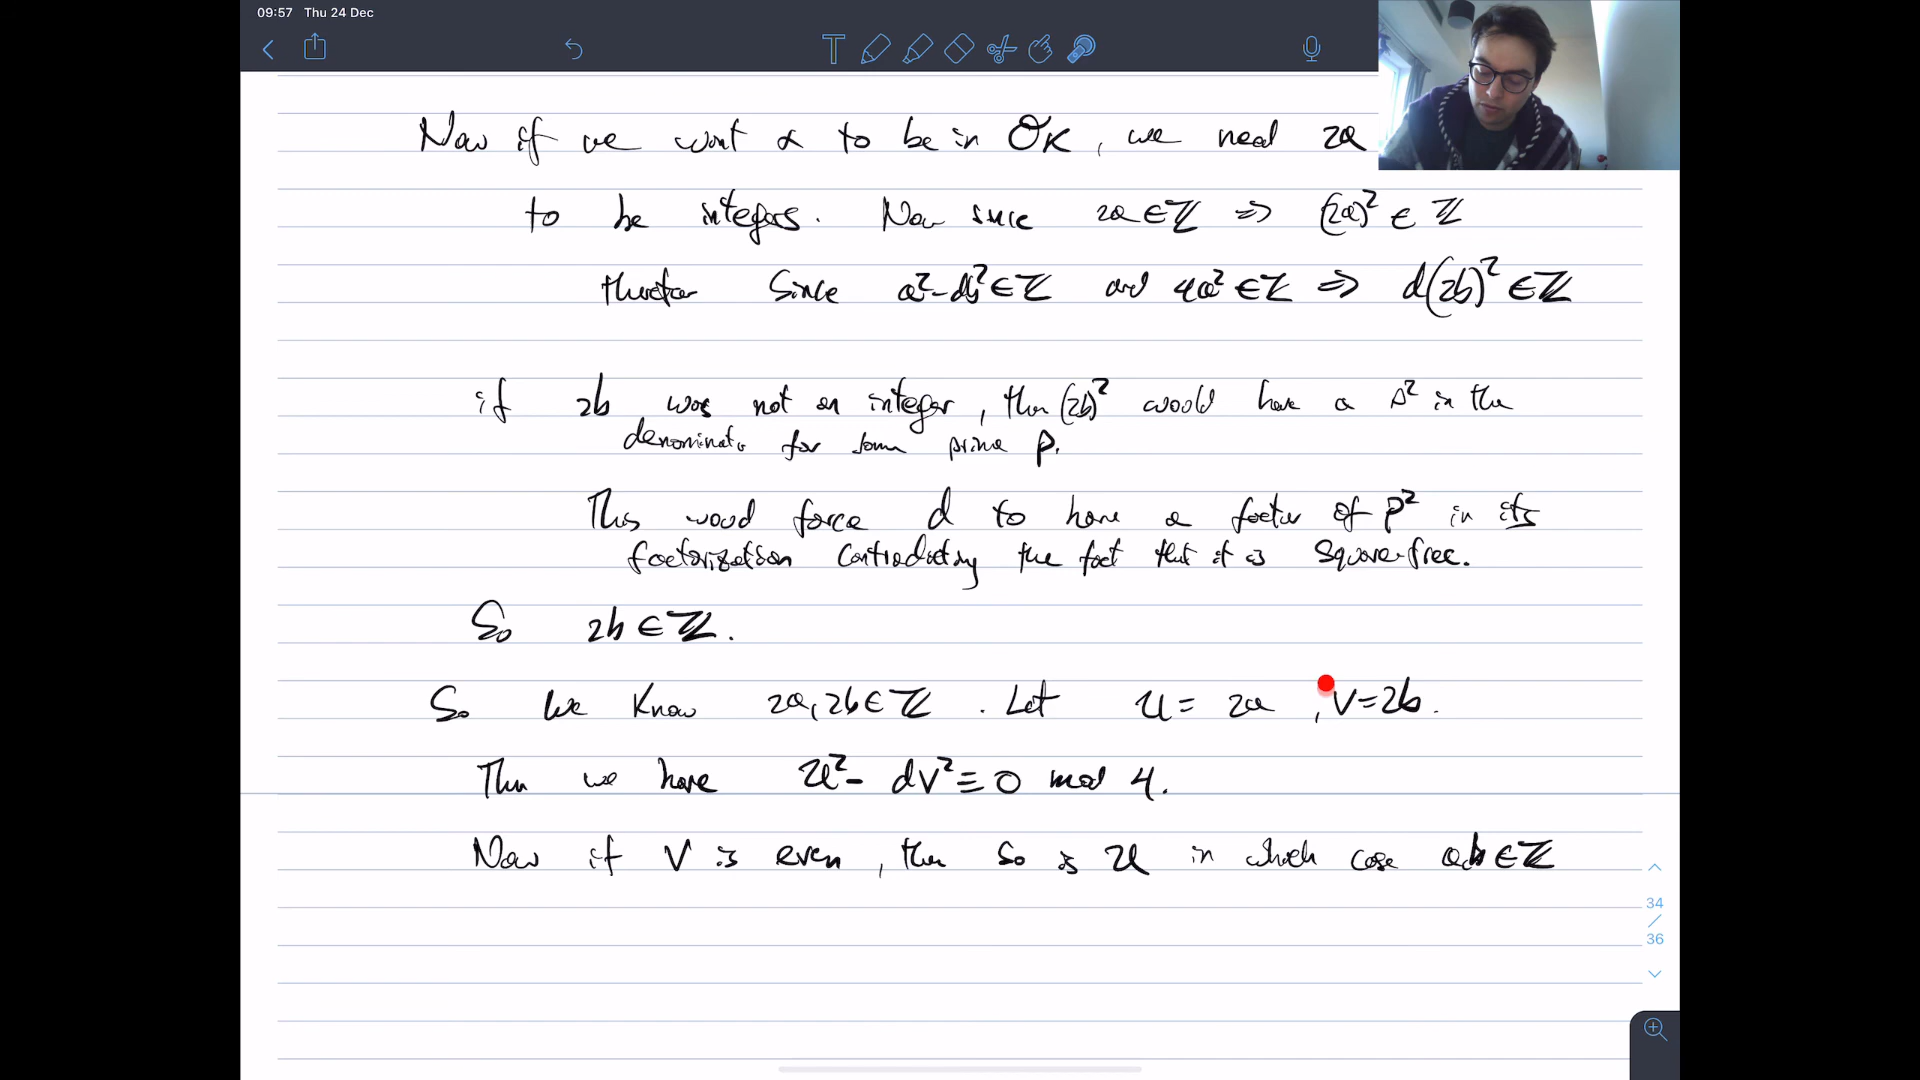 09:57 Thu 24 Dec
Now if we want α to be in 𝒪K, we need 2a
to be integers. Now since 2a∈ℤ ⇒ (2a)² ∈ ℤ
therefor Since a²-db²∈ℤ and 4a²∈ℤ ⇒ d(2b)²∈ℤ
if 2b was not an integer, then (2b)² would have a p² in the
denominator for some prime p.
This would force d to have a factor of p² in its
factorization contradicting the fact that it is Square-free.
So 2b∈ℤ.
So we know 2a, 2b∈ℤ. Let u = 2a, v=2b.
Then we have u²- dv²≡0 mod 4.
Now if v is even, then so is u in which case a,b∈ℤ
34
/
36